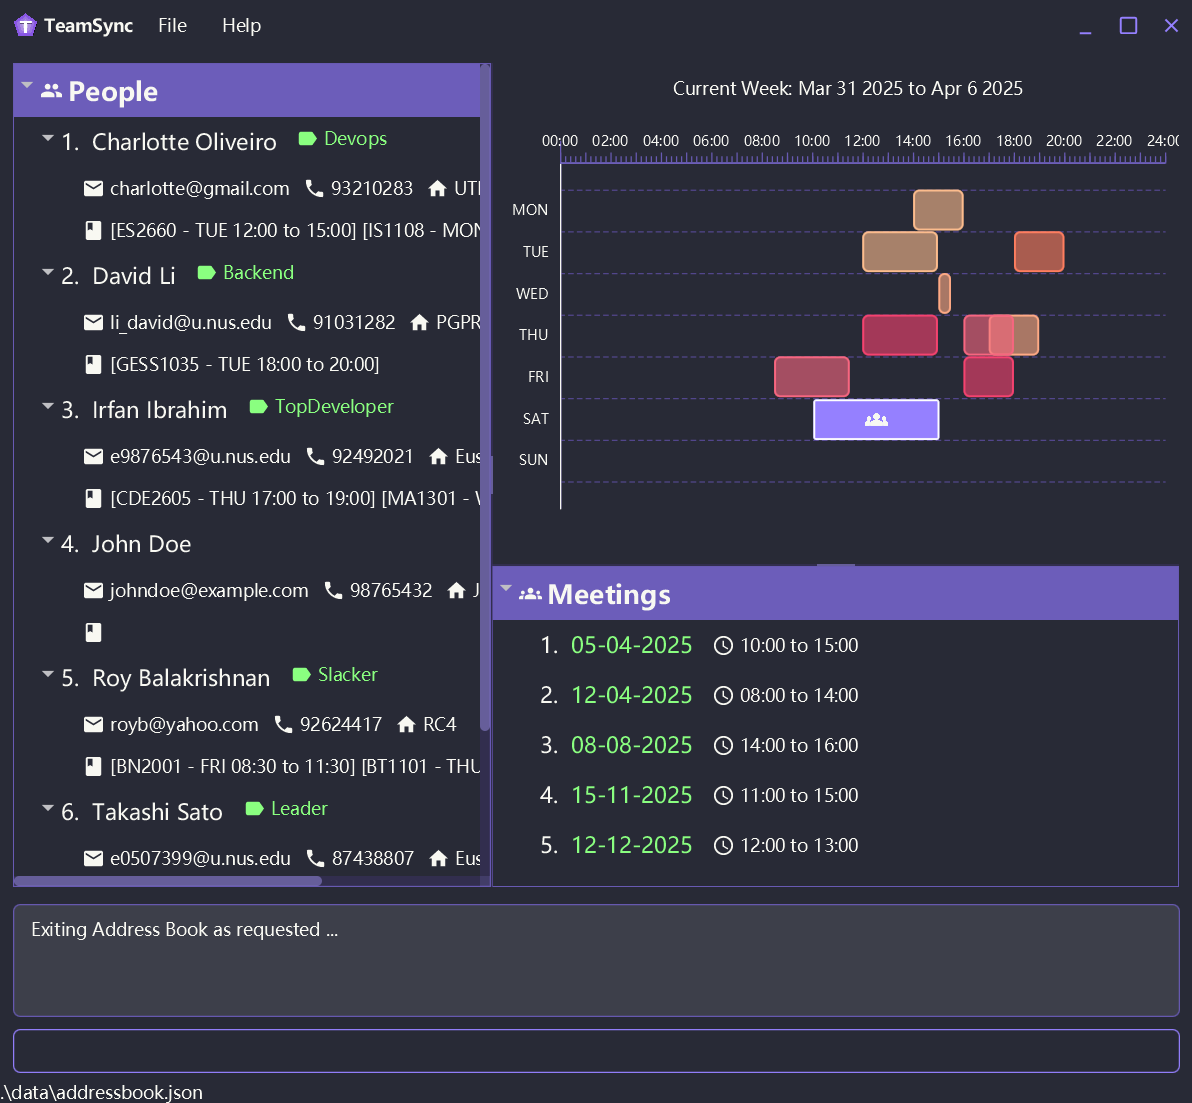 TeamSync File Help
People
1. Charlotte Oliveiro Devops
charlotte@gmail.com 93210283
[ES2660 - TUE 12:00 to 15:00] [IS1108 - MON
2. David Li Backend
li_david@u.nus.edu 91031282 PGPR
[GESS1035 - TUE 18:00 to 20:00]
3. Irfan Ibrahim TopDeveloper
e9876543@u.nus.edu 92492021 Eus
[CDE2605 - THU 17:00 to 19:00] [MA1301 -
4. John Doe
johndoe@example.com 98765432 J
5. Roy Balakrishnan Slacker
royb@yahoo.com 92624417 RC4
[BN2001 - FRI 08:30 to 11:30] [BT1101 - THU
6. Takashi Sato Leader
e0507399@u.nus.edu 87438807 Eus
Current Week: Mar 31 2025 to Apr 6 2025
00:00 02:00 04:00 06:00 08:00 10:00 12:00 14:00 16:00 18:00 20:00 22:00 24:0
MON
TUE
WED
THU
FRI
SAT
SUN
Meetings
1. 05-04-2025 10:00 to 15:00
2. 12-04-2025 08:00 to 14:00
3. 08-08-2025 14:00 to 16:00
4. 15-11-2025 11:00 to 15:00
5. 12-12-2025 12:00 to 13:00
Exiting Address Book as requested ...
.\data\addressbook.json